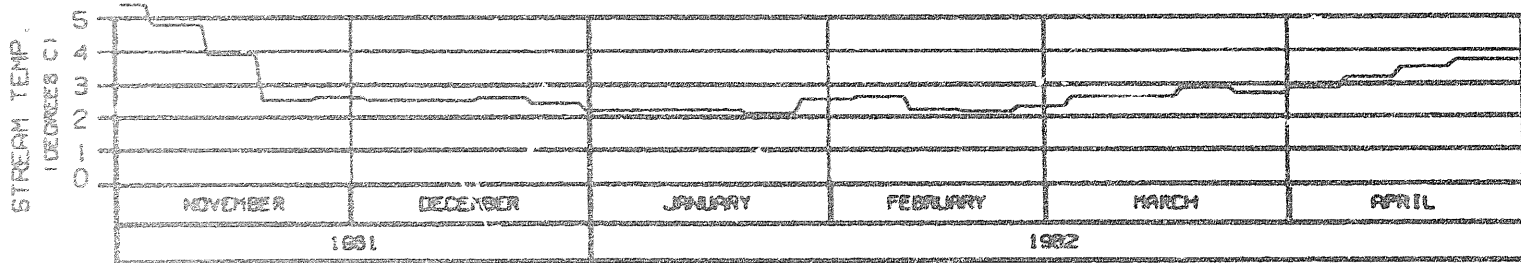 STREAM TEMP.
(DEGREES C)
5
4
3
2
1
0
NOVEMBER DECEMBER JANUARY FEBRUARY MARCH APRIL
1981 1982